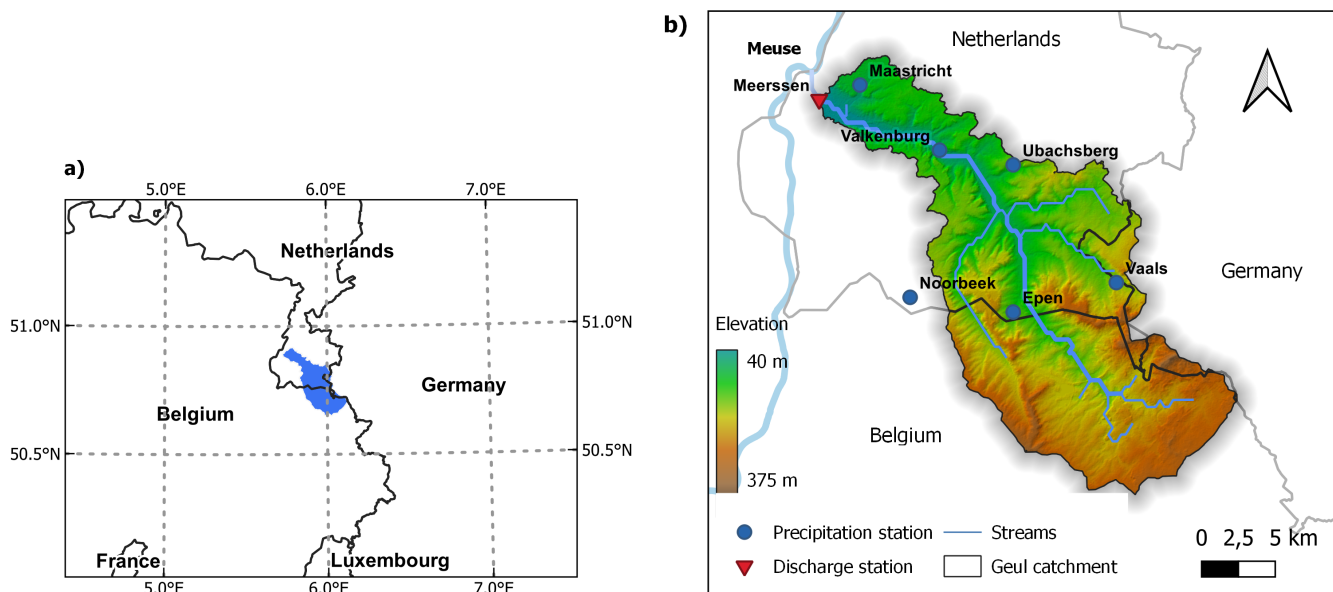 a)
5.0°E
6.0°E
7.0°E
Netherlands
51.0°N
51.0°N
Germany
Belgium
50.5°N
50.5°N
France
Luxembourg
5.0°E
6.0°E
7.0°E
b)
Netherlands
Meuse
Maastricht
Meerssen
Valkenburg
Ubachsberg
Vaals
Germany
Noorbeek
Epen
Elevation
40 m
Belgium
375 m
Precipitation station
Streams
0 2,5 5 km
Discharge station
Geul catchment